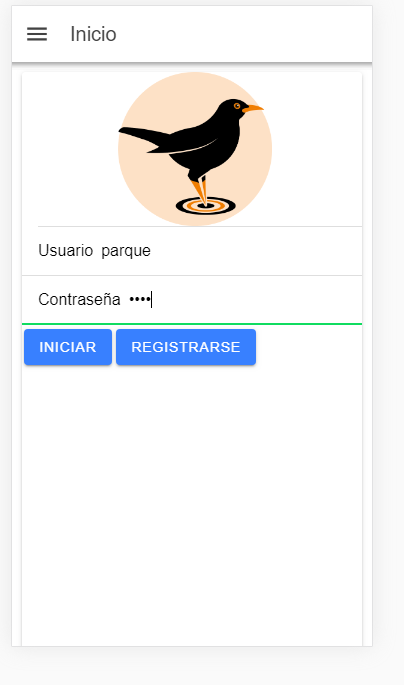 Inicio
Usuario parque
Contraseña ••••
INICIAR REGISTRARSE